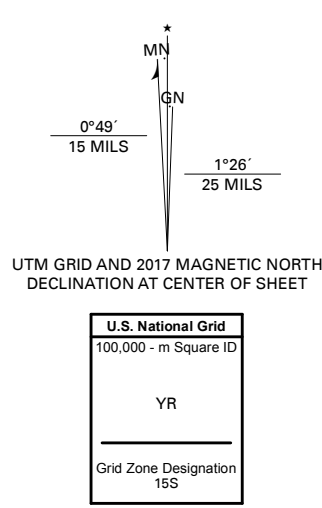 ★
MN
GN
0°49´
15 MILS
1°26´
25 MILS
UTM GRID AND 2017 MAGNETIC NORTH
DECLINATION AT CENTER OF SHEET
U.S. National Grid
100,000 - m Square ID
YR
Grid Zone Designation
15S